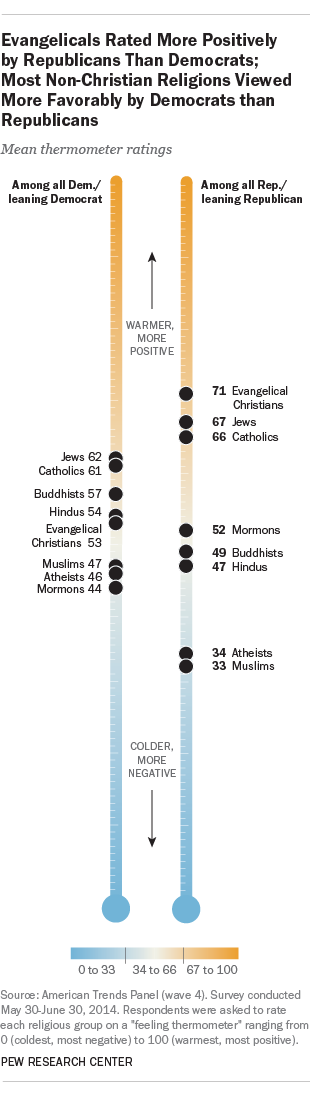 Evangelicals Rated More Positively
by Republicans Than Democrats;
Most Non-Christian Religions Viewed
More Favorably by Democrats than
Republicans
Mean thermometer ratings
Among all Dem./
leaning Democrat
Among all Rep./
leaning Republican
WARMER,
MORE
POSITIVE
Jews 62
Catholics 61
Buddhists 57
Hindus 54
Evangelical
Christians 53
Muslims 47
Atheists 46
Mormons 44
71 Evangelical
Christians
67 Jews
66 Catholics
52 Mormons
49 Buddhists
47 Hindus
34 Atheists
33 Muslims
COLDER,
MORE
NEGATIVE
0 to 33 34 to 66 67 to 100
Source: American Trends Panel (wave 4). Survey conducted
May 30-June 30, 2014. Respondents were asked to rate
each religious group on a "feeling thermometer" ranging from
0 (coldest, most negative) to 100 (warmest, most positive).
PEW RESEARCH CENTER